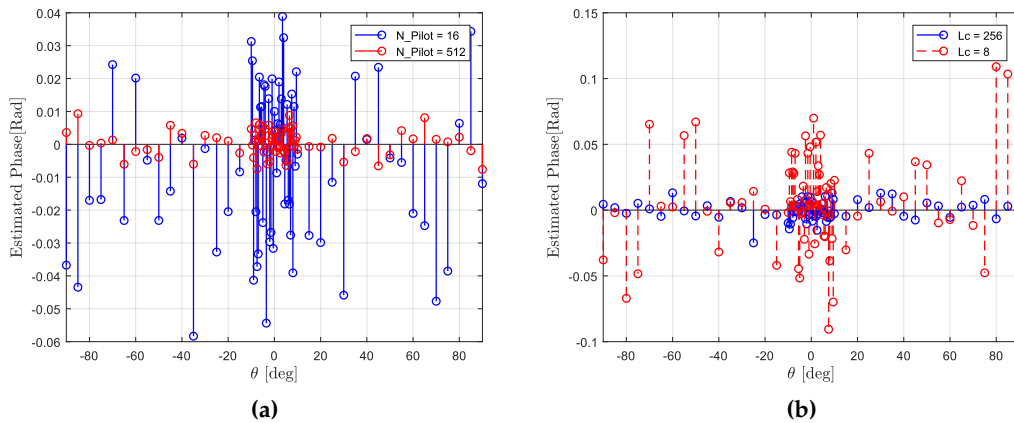 0.04
0.03
0.02
0.01
0
-0.01
-0.02
-0.03
-0.04
-0.05
-0.06
Estimated Phase[Rad]
N_Pilot = 16
N_Pilot = 512
-80 -60 -40 -20 0 20 40 60 80
θ [deg]
(a)
0.15
0.1
0.05
0
-0.05
-0.1
Estimated Phase[Rad]
Lc = 256
Lc = 8
-80 -60 -40 -20 0 20 40 60 80
θ [deg]
(b)